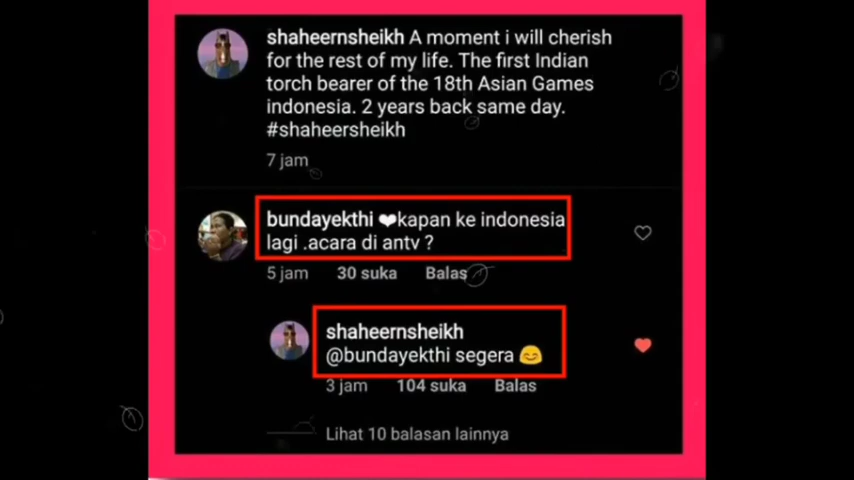 shaheernsheikh A moment i will cherish
for the rest of my life. The first Indian
torch bearer of the 18th Asian Games
indonesia. 2 years back same day.
#shaheersheikh
7 jam
bundayekthi ❤kapan ke indonesia
lagi .acara di antv ?
5 jam 30 suka Balas
shaheernsheikh
@bundayekthi segera 😊
3 jam 104 suka Balas
Lihat 10 balasan lainnya